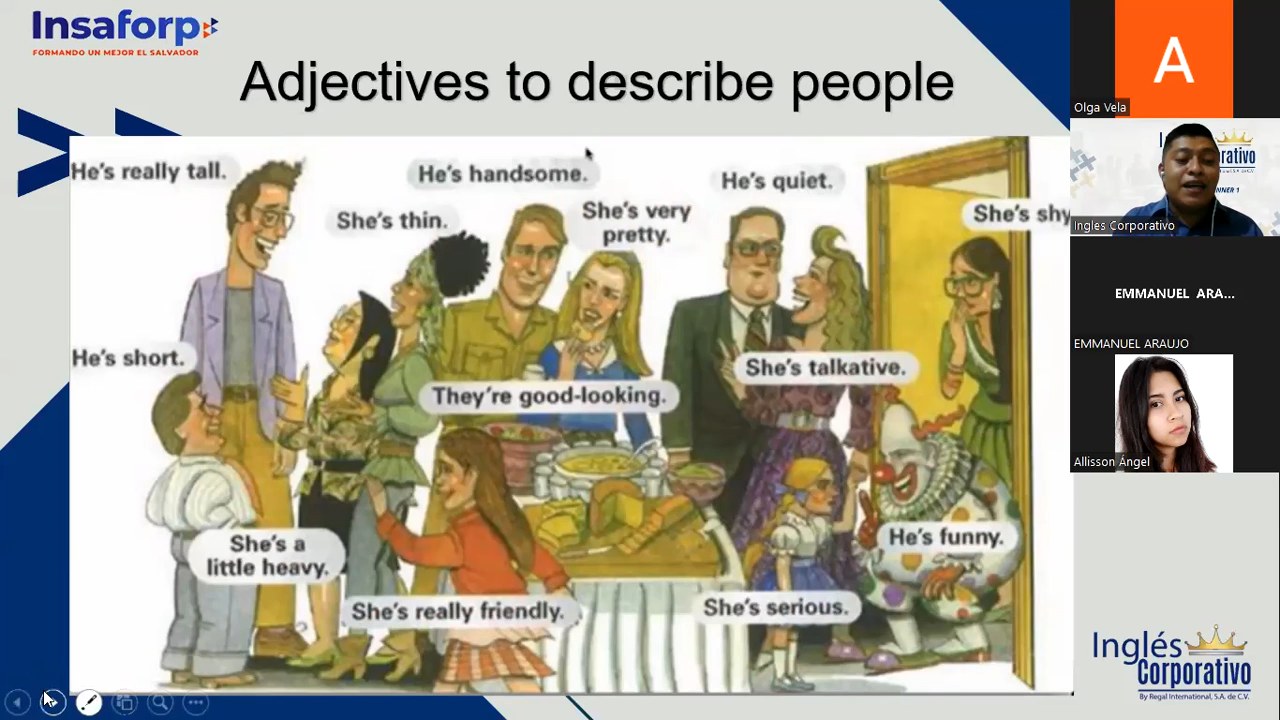 Insaforp
FORMANDO UN MEJOR EL SALVADOR
Adjectives to describe people
He's really tall.
He's handsome.
He's quiet.
She's thin.
She's very
pretty.
She's shy
He's short.
She's talkative.
They're good-looking.
She's a
little heavy.
He's funny.
She's really friendly.
She's serious.
A
Olga Vela
Ingles Corporativo
EMMANUEL ARA...
EMMANUEL ARAUJO
Allisson Ángel
Inglés
Corporativo
By Regal International, S.A. de C.V.